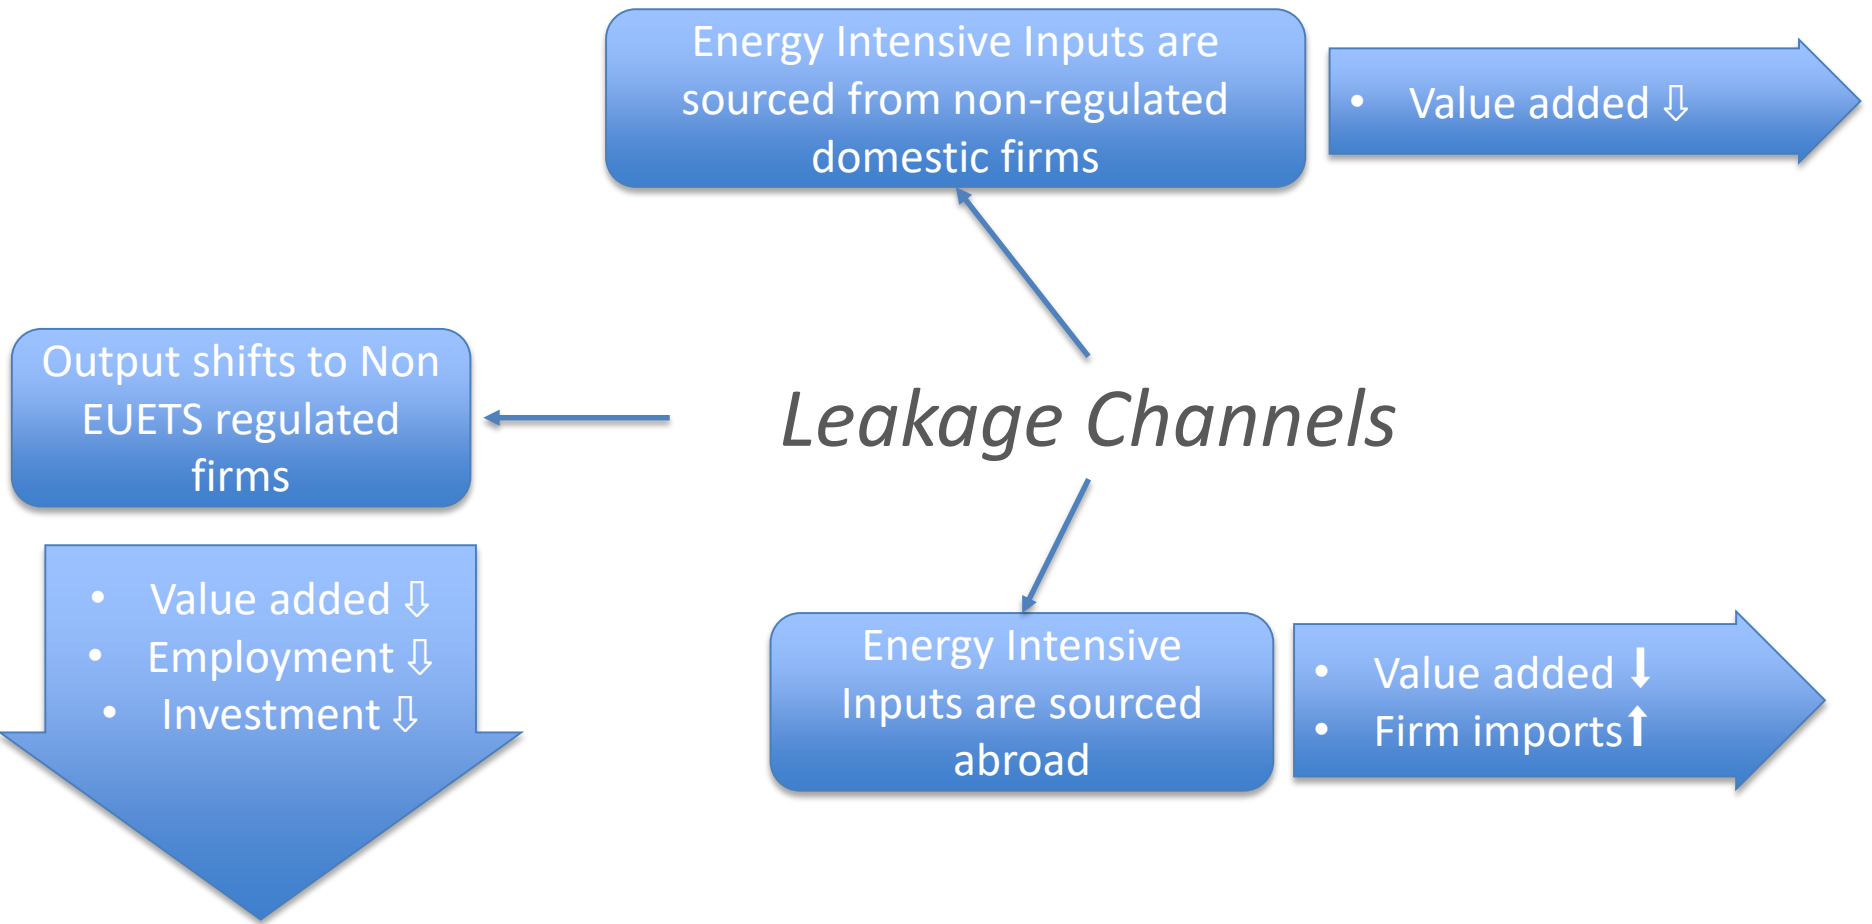 Energy Intensive Inputs are
sourced from non-regulated
domestic firms
• Value added ⇩
Leakage Channels
Output shifts to Non
EUETS regulated
firms
• Value added ⇩
• Employment ⇩
• Investment ⇩
Energy Intensive
Inputs are sourced
abroad
• Value added ⬇
• Firm imports ⬆